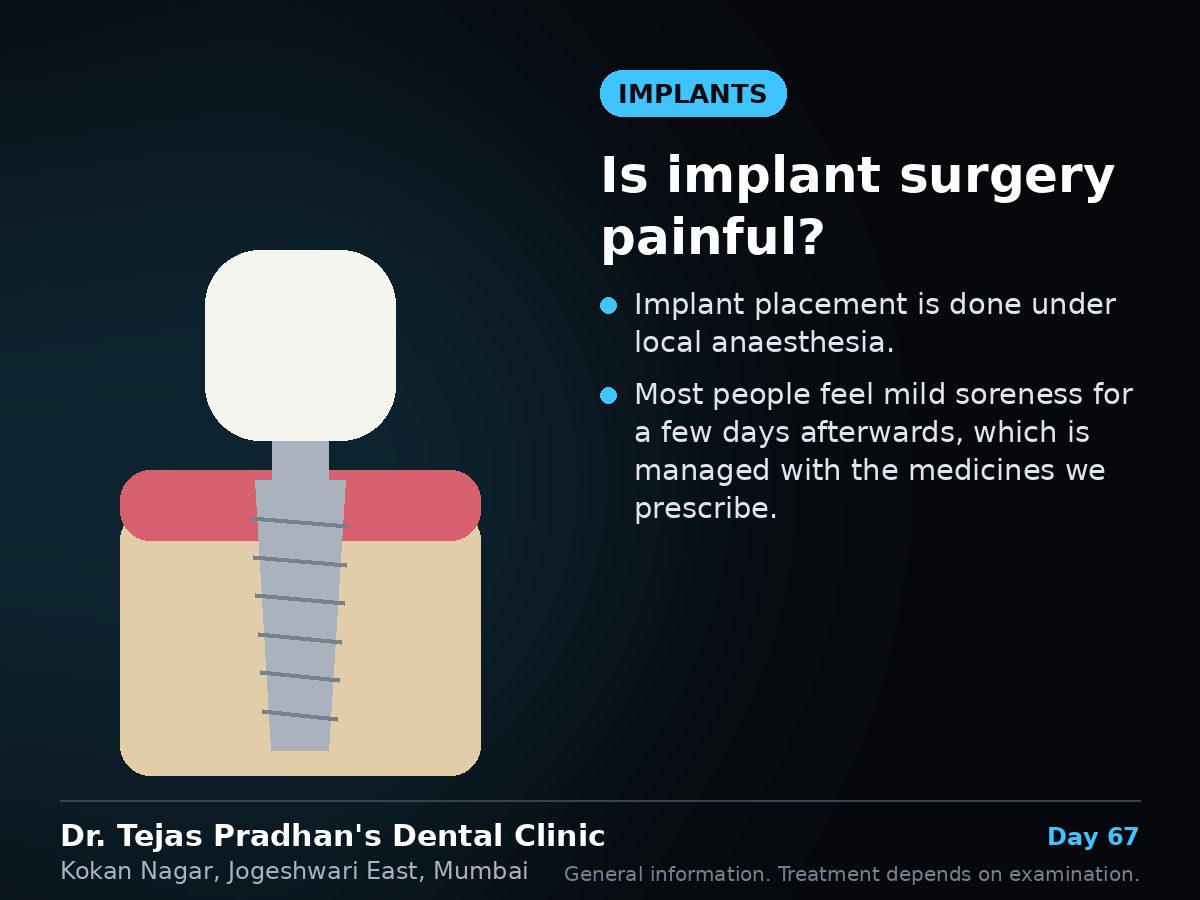 IMPLANTS
Is implant surgery
painful?
Implant placement is done under
local anaesthesia.
Most people feel mild soreness for
a few days afterwards, which is
managed with the medicines we
prescribe.
Dr. Tejas Pradhan's Dental Clinic
Day 67
Kokan Nagar, Jogeshwari East, Mumbai
General information. Treatment depends on examination.